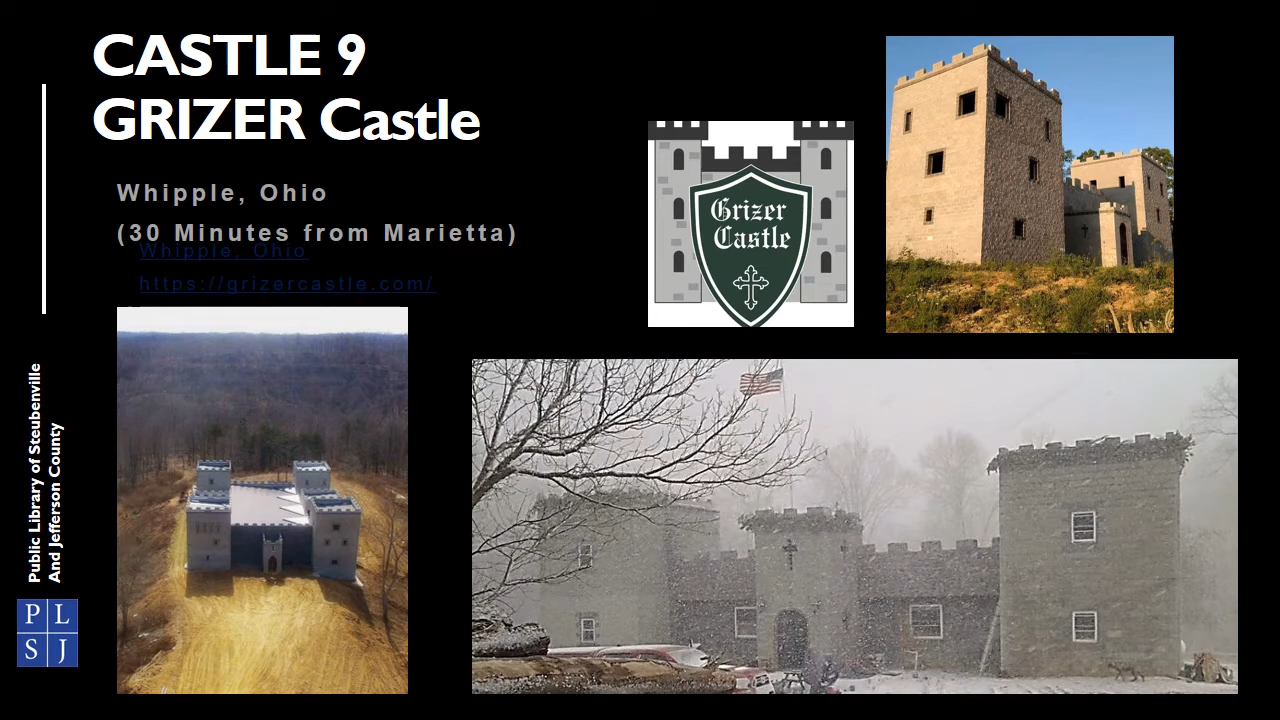 CASTLE 9
GRIZER Castle
Whipple, Ohio
(30 Minutes from Marietta)
Whipple, Ohio
https://grizercastle.com/
Grizer
Castle
Public Library of Steubenville
And Jefferson County
P L
S J